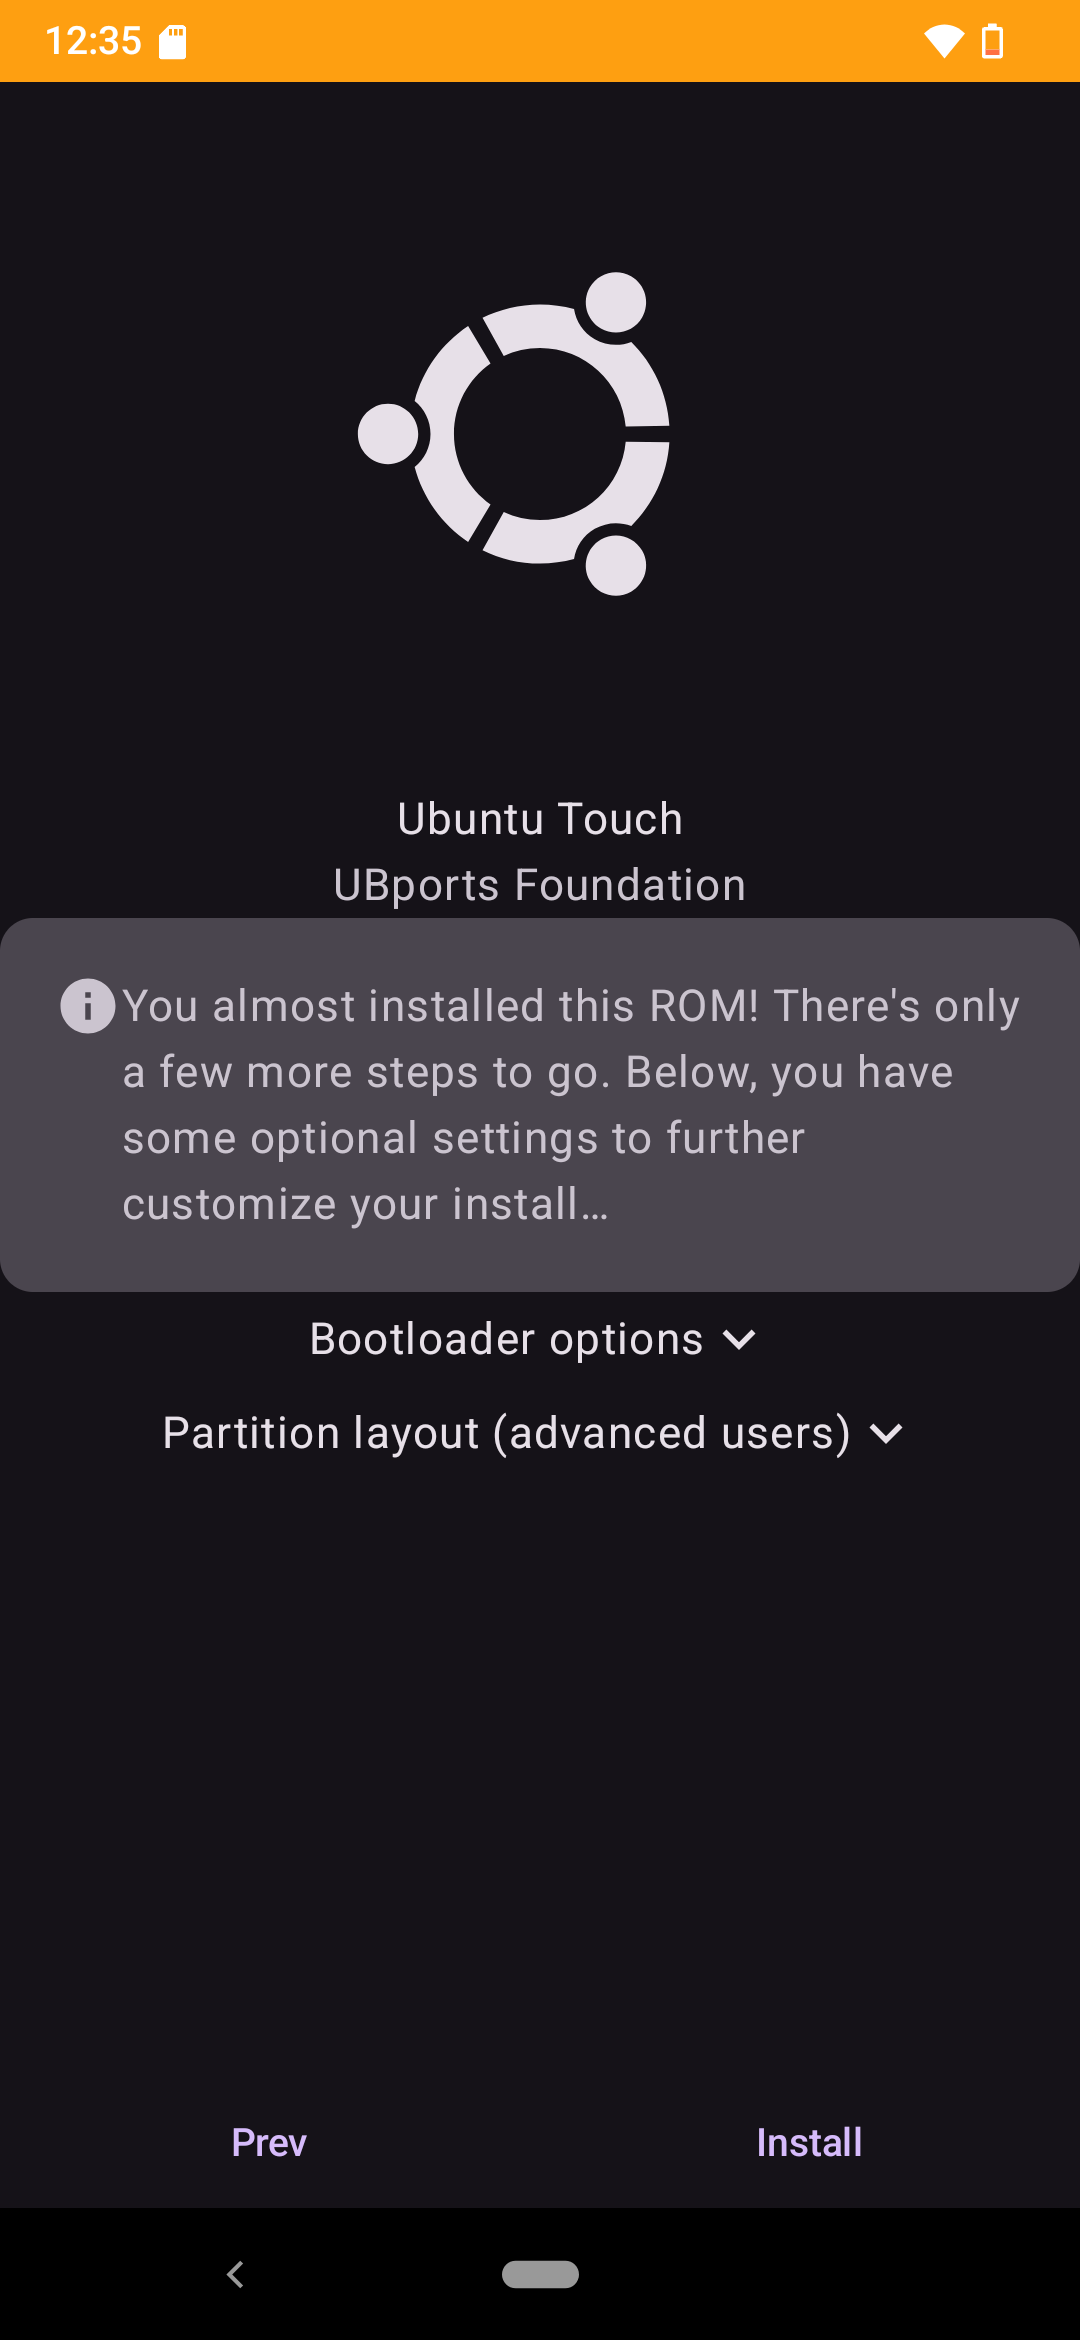 12:35
Ubuntu Touch
UBports Foundation
You almost installed this ROM! There's only
a few more steps to go. Below, you have
some optional settings to further
customize your install...
Bootloader options
Partition layout (advanced users)
Prev
Install